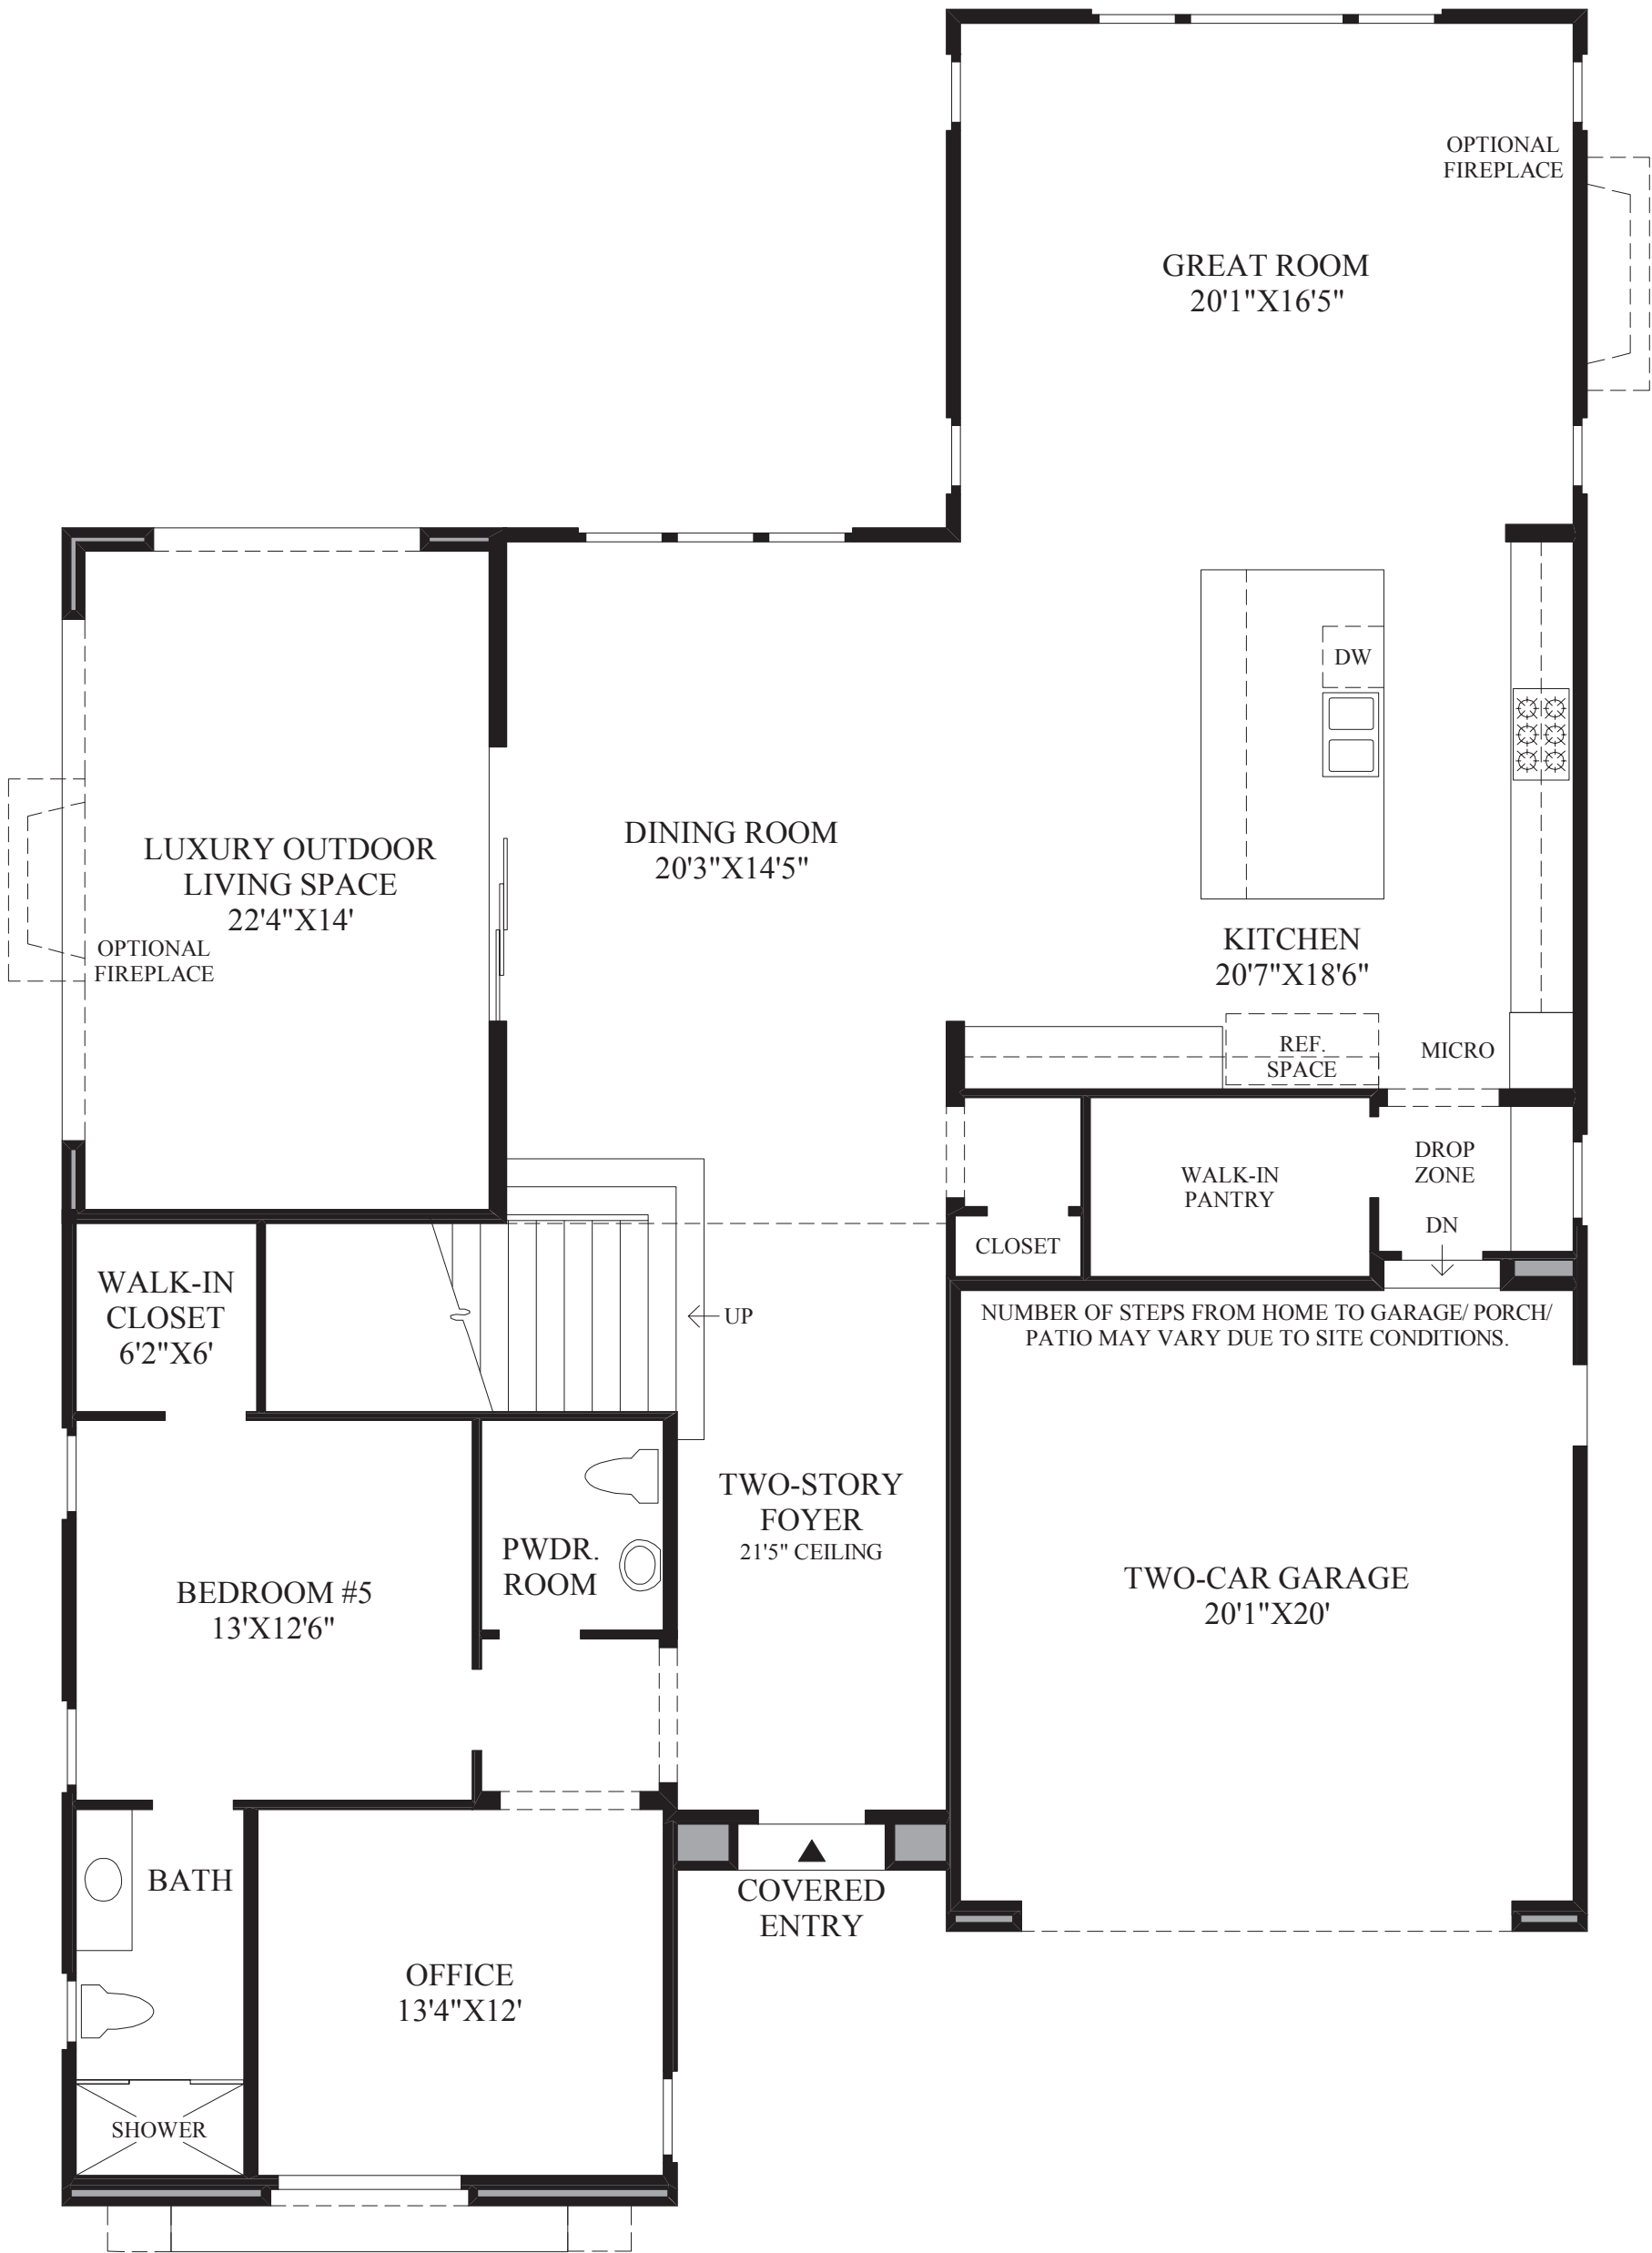 OPTIONAL
FIREPLACE
GREAT ROOM
20'1"X16'5"
DW
LUXURY OUTDOOR
LIVING SPACE
22'4"X14'
OPTIONAL
FIREPLACE
DINING ROOM
20'3"X14'5"
KITCHEN
20'7"X18'6"
REF.
SPACE
MICRO
WALK-IN
PANTRY
DROP
ZONE
DN
CLOSET
WALK-IN
CLOSET
6'2"X6'
UP
NUMBER OF STEPS FROM HOME TO GARAGE/ PORCH/
PATIO MAY VARY DUE TO SITE CONDITIONS.
TWO-STORY
FOYER
21'5" CEILING
PWDR.
ROOM
BEDROOM #5
13'X12'6"
TWO-CAR GARAGE
20'1"X20'
BATH
COVERED
ENTRY
OFFICE
13'4"X12'
SHOWER